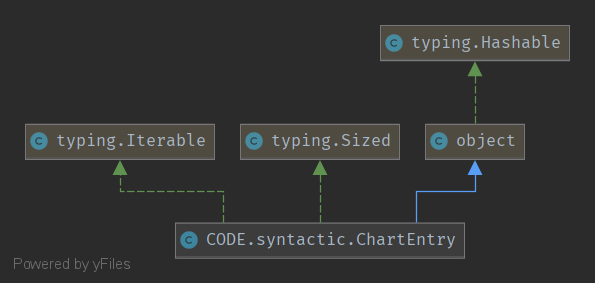 typing.Hashable
typing.Iterable
typing.Sized
object
CODE.syntactic.ChartEntry
Powered by yFiles